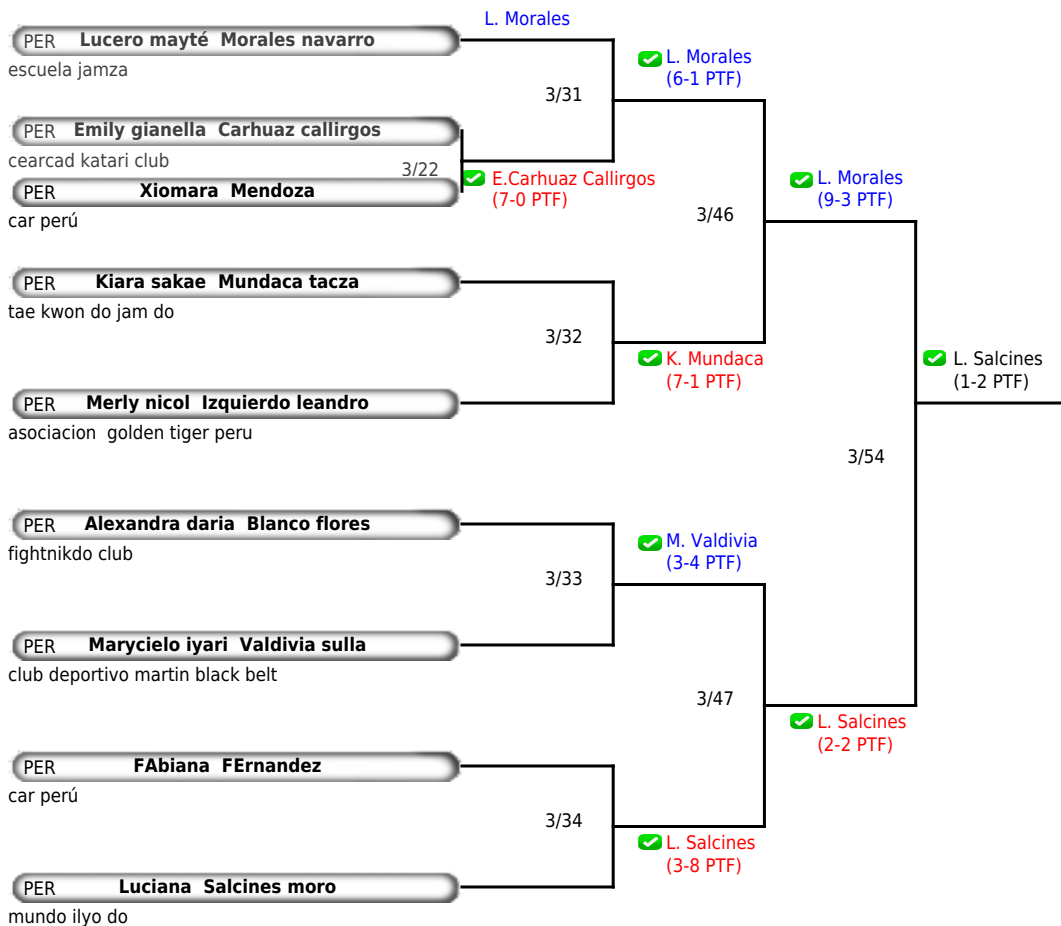 L. Morales
PER Lucero mayté Morales navarro
escuela jamza
L. Morales
(6-1 PTF)
3/31
PER Emily gianella Carhuaz callirgos
cearcad katari club
3/22
E.Carhuaz Callirgos
(7-0 PTF)
PER Xiomara Mendoza
car perú
L. Morales
(9-3 PTF)
3/46
PER Kiara sakae Mundaca tacza
tae kwon do jam do
3/32
K. Mundaca
(7-1 PTF)
L. Salcines
(1-2 PTF)
PER Merly nicol Izquierdo leandro
asociacion golden tiger peru
3/54
PER Alexandra daria Blanco flores
fightnikdo club
M. Valdivia
(3-4 PTF)
3/33
PER Marycielo iyari Valdivia sulla
club deportivo martin black belt
3/47
L. Salcines
(2-2 PTF)
PER FAbiana FErnandez
car perú
3/34
L. Salcines
(3-8 PTF)
PER Luciana Salcines moro
mundo ilyo do